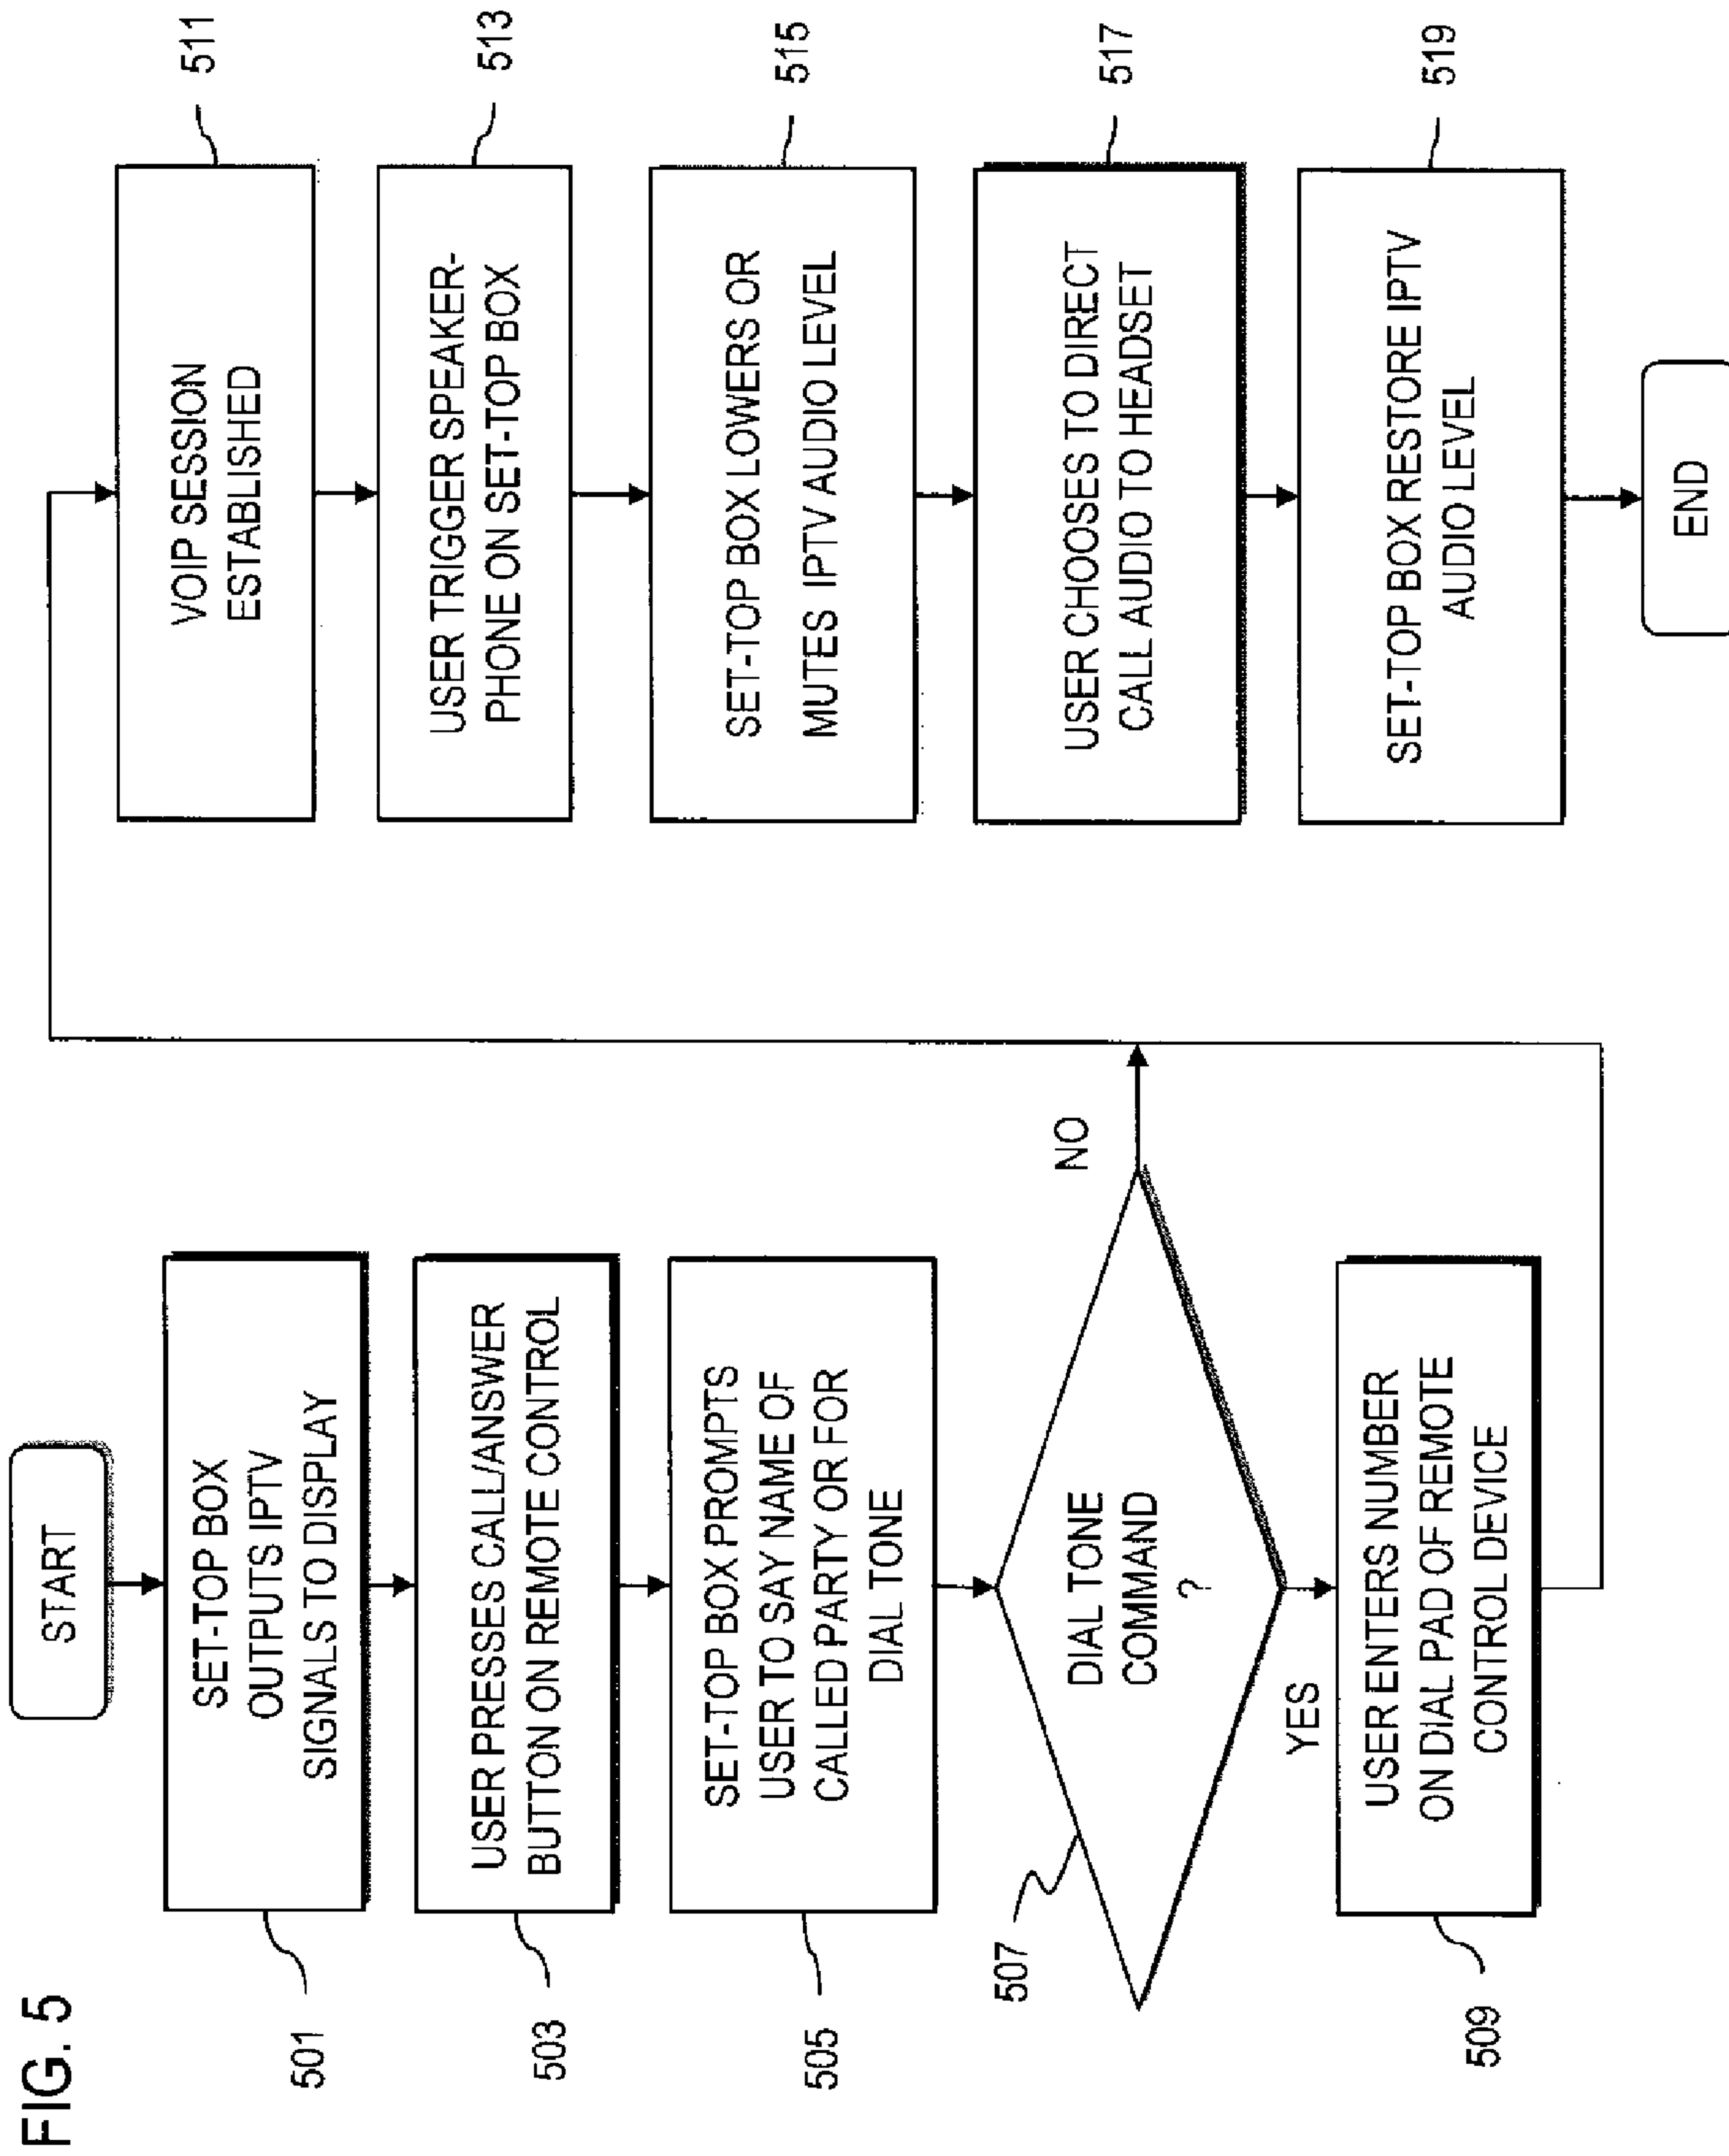 FIG. 5
START
SET-TOP BOX
OUTPUTS IPTV
SIGNALS TO DISPLAY
501
USER PRESSES CALL/ANSWER
BUTTON ON REMOTE CONTROL
503
SET-TOP BOX PROMPTS
USER TO SAY NAME OF
CALLED PARTY OR FOR
DIAL TONE
505
DIAL TONE
COMMAND
?
507
NO
YES
USER ENTERS NUMBER
ON DIAL PAD OF REMOTE
CONTROL DEVICE
509
VOIP SESSION
ESTABLISHED
511
USER TRIGGER SPEAKER-
PHONE ON SET-TOP BOX
513
SET-TOP BOX LOWERS OR
MUTES IPTV AUDIO LEVEL
515
USER CHOOSES TO DIRECT
CALL AUDIO TO HEADSET
517
SET-TOP BOX RESTORE IPTV
AUDIO LEVEL
519
END